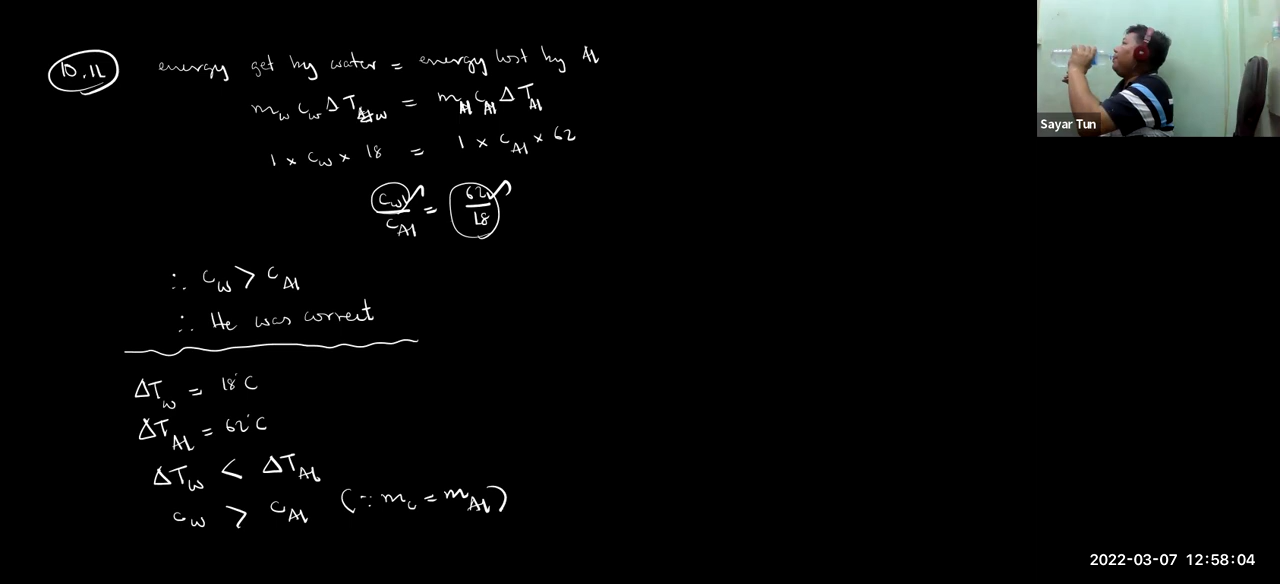 10.11 energy get by water = energy lost by Al
m_w c_w ΔT_w = m_Al c_Al ΔT_Al
1 × c_w × 18 = 1 × c_Al × 62
c_w / c_Al = 62 / 18
∴ c_w > c_Al
∴ He was correct
ΔT_w = 18°C
ΔT_Al = 62°C
ΔT_w < ΔT_Al
c_w > c_Al (∵ m_c = m_Al)
Sayar Tun
2022-03-07 12:58:04